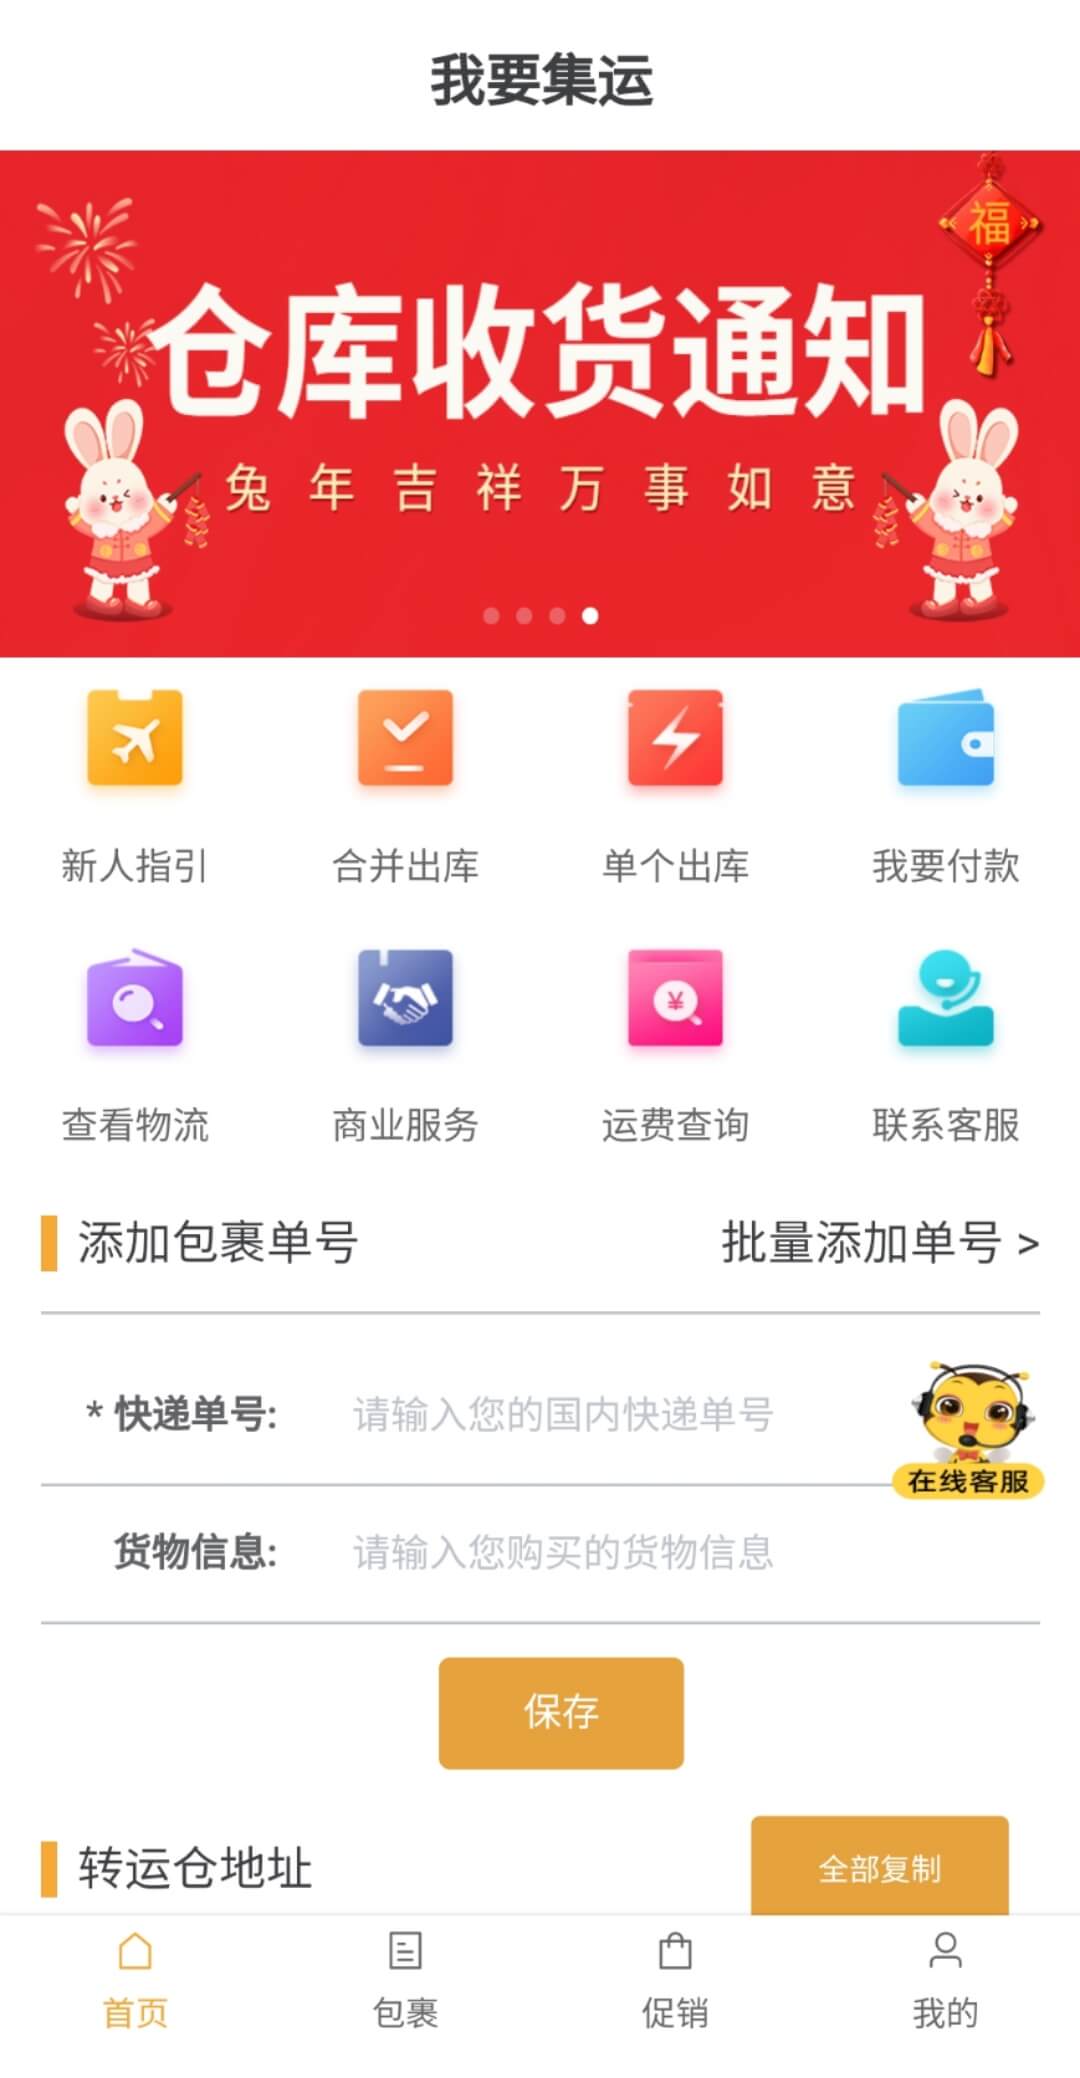 我要集运
福
仓库收货通知
兔年吉祥万事如意
新人指引 合并出库 单个出库 我要付款
¥
查看物流 商业服务 运费查询 联系客服
添加包裹单号 批量添加单号 >
* 快递单号: 请输入您的国内快递单号
在线客服
货物信息: 请输入您购买的货物信息
保存
转运仓地址 全部复制
首页 包裹 促销 我的